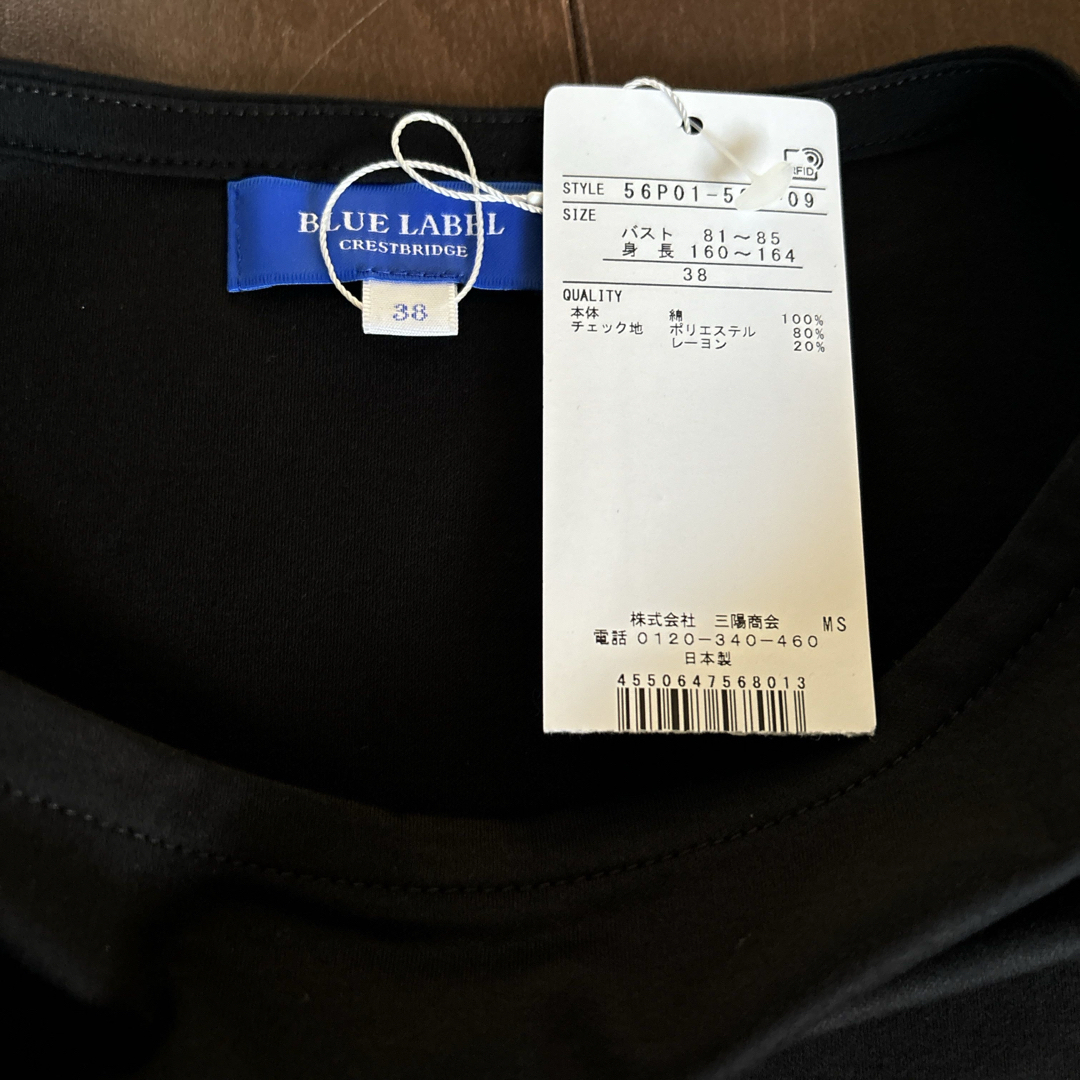 BLUE LABEL
CRESTBRIDGE
38
RFID
STYLE
SIZE
バスト 81～85
身長 160～164
38
QUALITY
本体 綿 100%
チェック地 ポリエステル 80%
レーヨン 20%
株式会社 三陽商会 MS
電話 0120-340-460
日本製
4550647568013